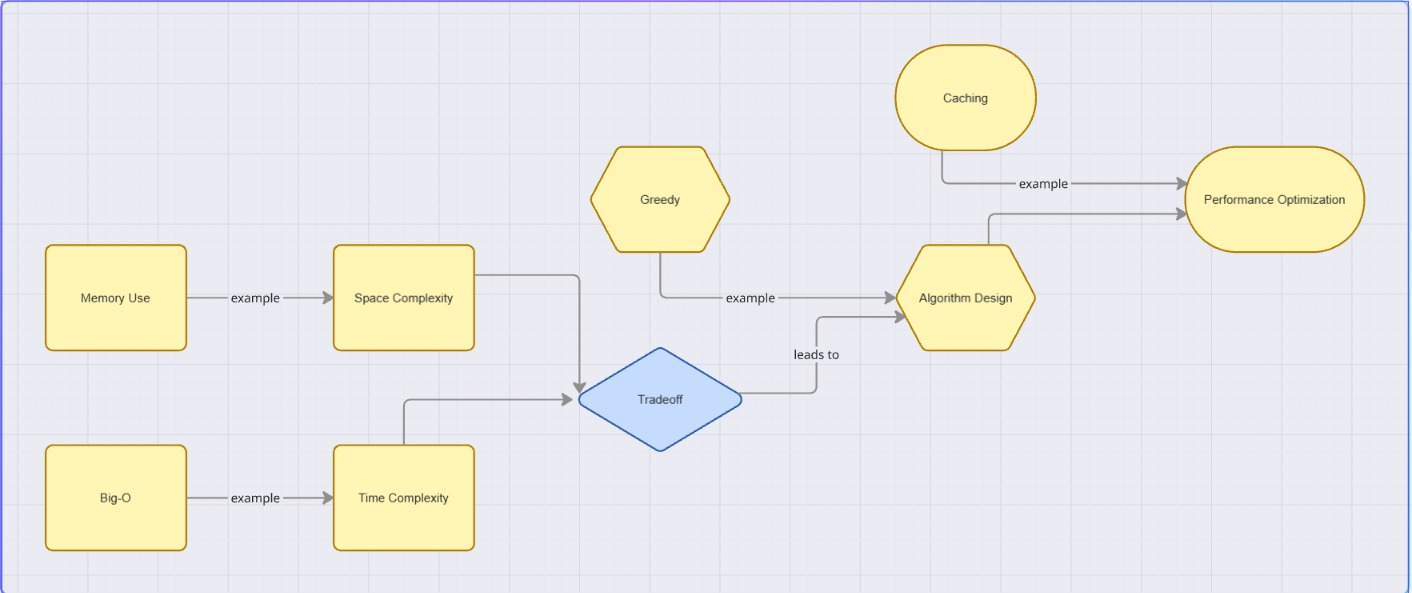 Caching
example
Performance Optimization
Greedy
example
Algorithm Design
Memory Use
example
Space Complexity
leads to
Tradeoff
Big-O
example
Time Complexity